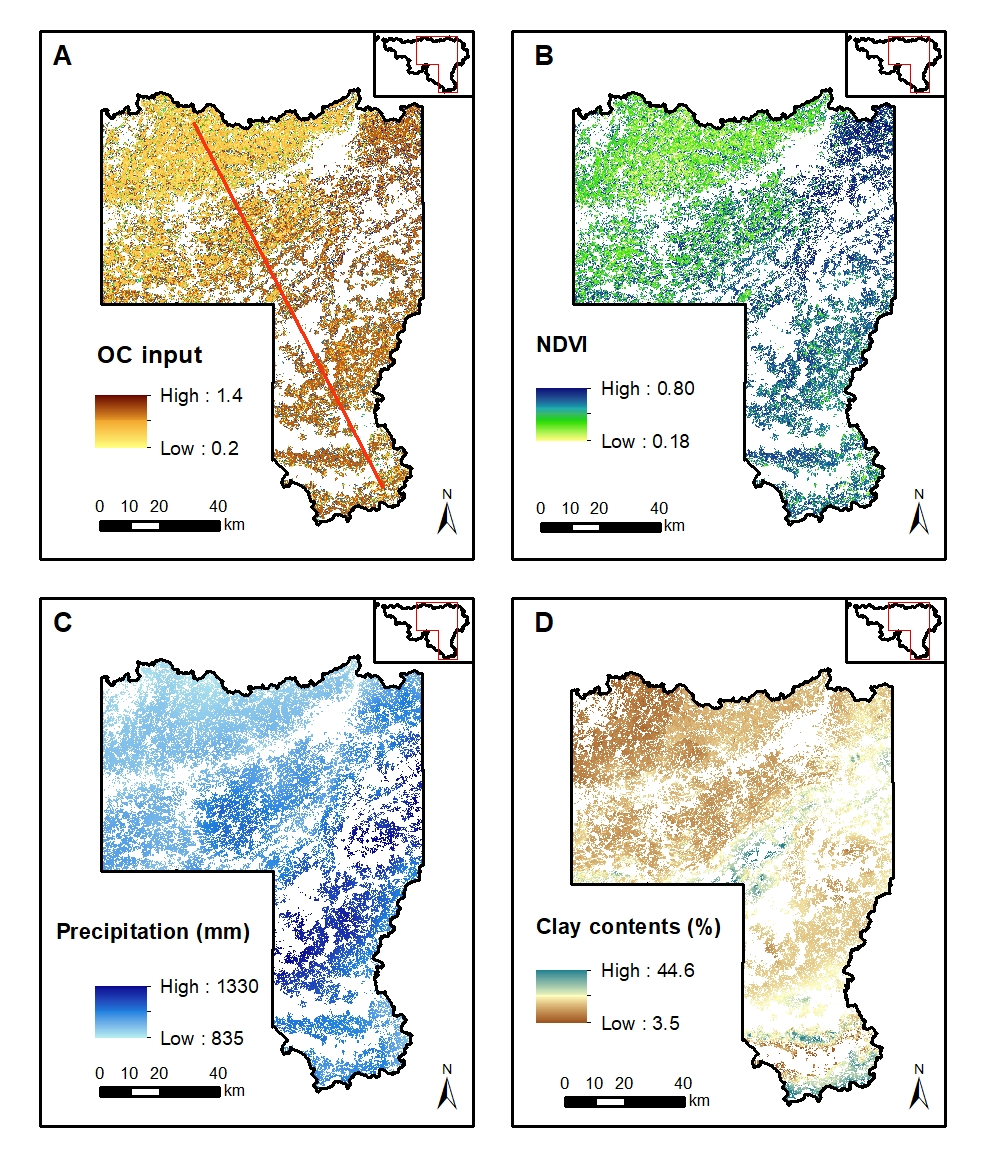 A
OC input
High : 1.4
Low : 0.2
0 10 20 40
km
N
B
NDVI
High : 0.80
Low : 0.18
0 10 20 40
km
N
C
Precipitation (mm)
High : 1330
Low : 835
0 10 20 40
km
N
D
Clay contents (%)
High : 44.6
Low : 3.5
0 10 20 40
km
N